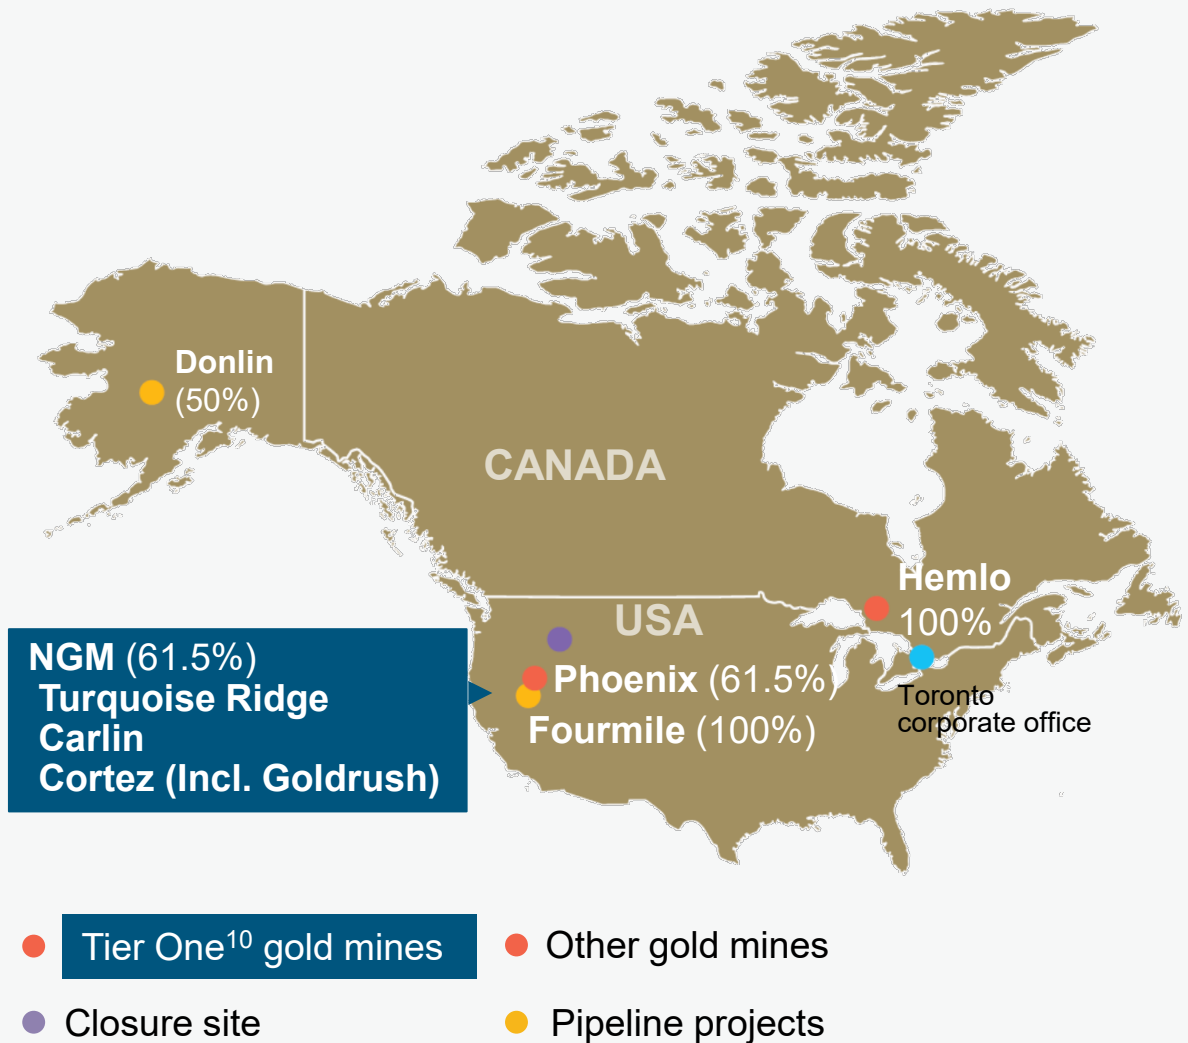 Donlin
(50%)
CANADA
Hemlo
100%
USA
NGM (61.5%)
Turquoise Ridge
Carlin
Cortez (Incl. Goldrush)
Phoenix (61.5%)
Fourmile (100%)
Toronto
corporate office
Tier One10 gold mines
Other gold mines
Closure site
Pipeline projects